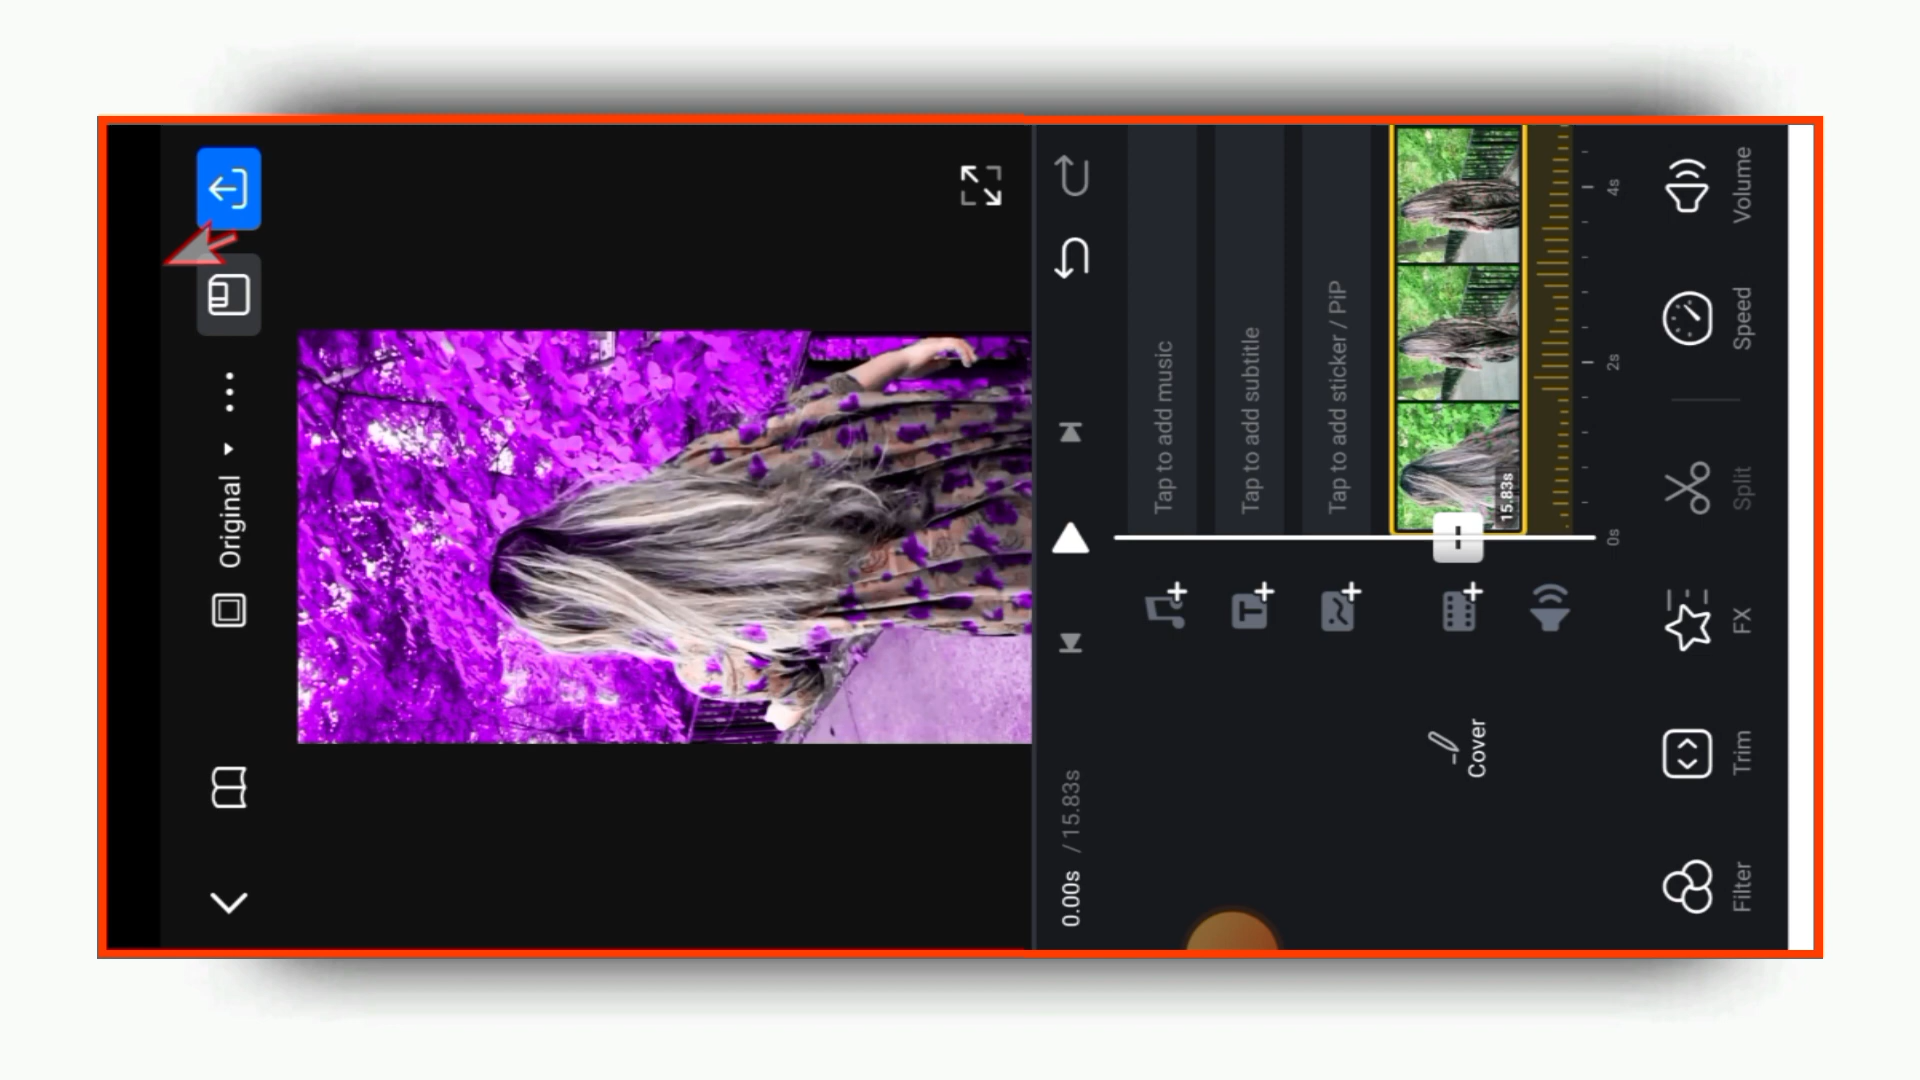 Original
0.00s / 15.83s
Tap to add music
Tap to add subtitle
Tap to add sticker / PiP
Cover
15.83s
0s 2s 4s
Filter Trim FX Split Speed Volume